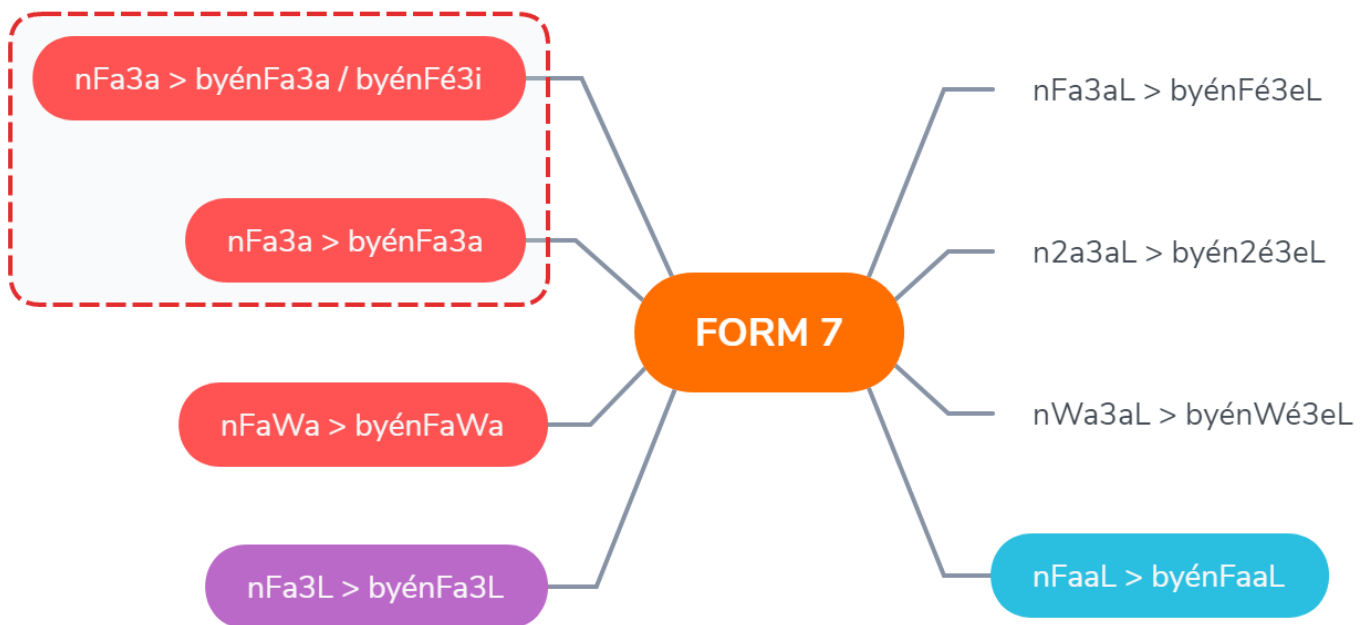 nFa3a > byénFa3a / byénFé3i
nFa3a > byénFa3a
nFaWa > byénFaWa
nFa3L > byénFa3L
FORM 7
nFa3aL > byénFé3eL
n2a3aL > byén2é3eL
nWa3aL > byénWé3eL
nFaaL > byénFaaL